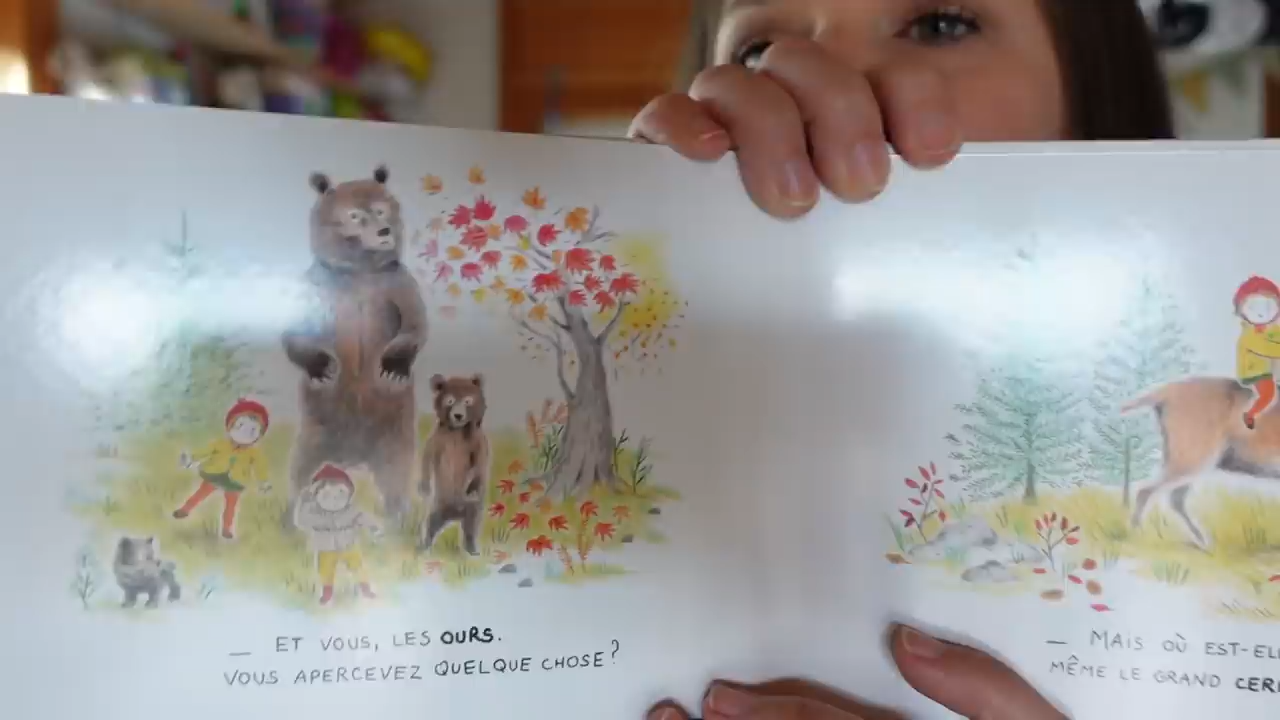 _ ET VOUS, LES OURS.
VOUS APERCEVEZ QUELQUE CHOSE?
_ MAIS OÙ EST-EL
MÊME LE GRAND CER